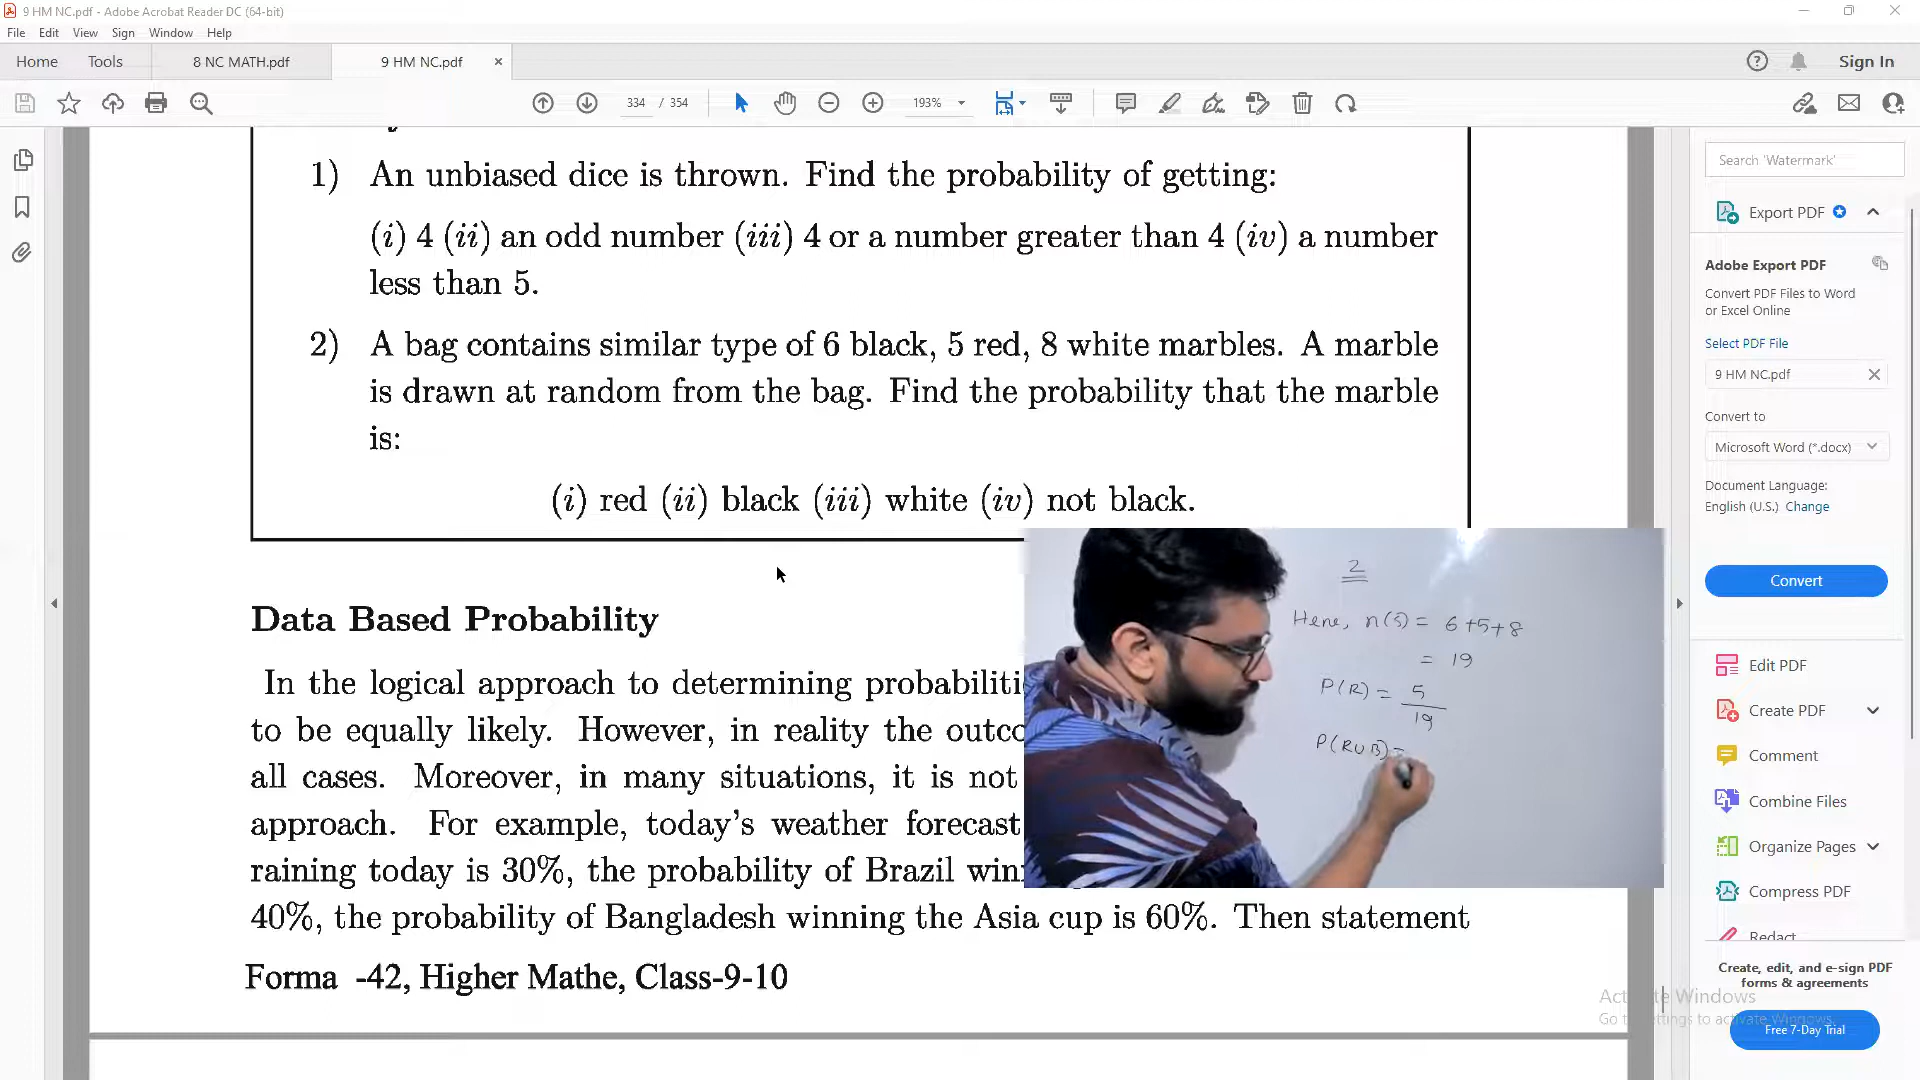 9 HM NC.pdf - Adobe Acrobat Reader DC (64-bit)
File Edit View Sign Window Help
Home Tools 8 NC MATH.pdf 9 HM NC.pdf × Sign In
334 / 354 193%
1) An unbiased dice is thrown. Find the probability of getting:
(i) 4 (ii) an odd number (iii) 4 or a number greater than 4 (iv) a number
less than 5.
2) A bag contains similar type of 6 black, 5 red, 8 white marbles. A marble
is drawn at random from the bag. Find the probability that the marble
is:
(i) red (ii) black (iii) white (iv) not black.
Data Based Probability
In the logical approach to determining
to be equally likely. However, in reality the
all cases. Moreover, in many situations, it is not
approach. For example, today's weather forecast
raining today is 30%, the probability of Brazil
40%, the probability of Bangladesh winning the Asia cup is 60%. Then statement
Forma -42, Higher Mathe, Class-9-10
2
Here, n(S) = 6+5+8
= 19
P(R) = 5/19
P(R∪B)=
Search 'Watermark'
Export PDF
Adobe Export PDF
Convert PDF Files to Word
or Excel Online
Select PDF File
9 HM NC.pdf
Convert to
Microsoft Word (*.docx)
Document Language:
English (U.S.) Change
Convert
Edit PDF
Create PDF
Comment
Combine Files
Organize Pages
Compress PDF
Redact
Create, edit, and e-sign PDF
forms & agreements
Free 7-Day Trial
Activate Windows
Go to Settings to activate Windows.